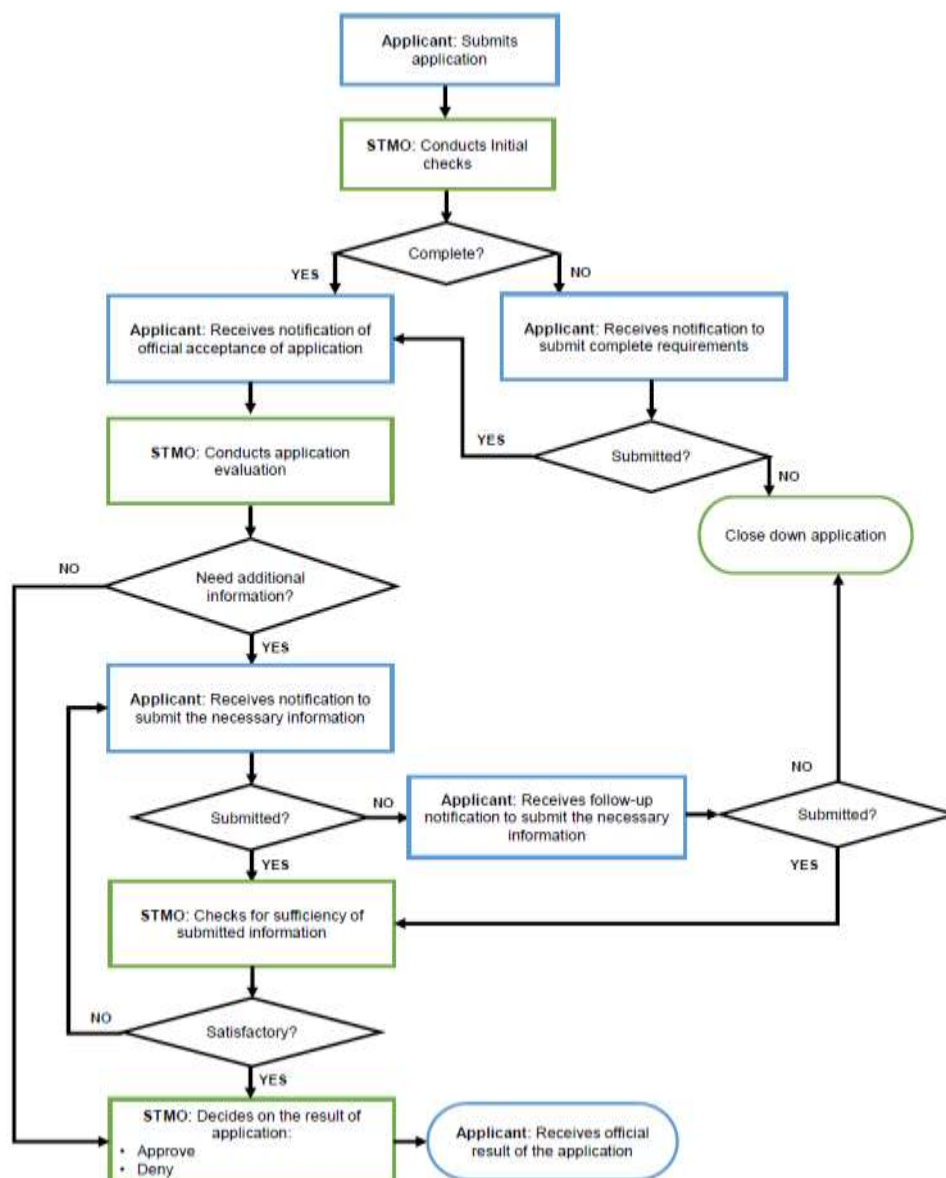 Applicant: Submits
application
STMO: Conducts Initial
checks
Complete?
YES
NO
Applicant: Receives notification of
official acceptance of application
Applicant: Receives notification to
submit complete requirements
YES
Submitted?
NO
STMO: Conducts application
evaluation
Close down application
NO
Need additional
information?
YES
Applicant: Receives notification to
submit the necessary information
Submitted?
NO
Applicant: Receives follow-up
notification to submit the necessary
information
NO
Submitted?
YES
YES
STMO: Checks for sufficiency of
submitted information
NO
Satisfactory?
YES
STMO: Decides on the result of
application:
• Approve
• Deny
Applicant: Receives official
result of the application